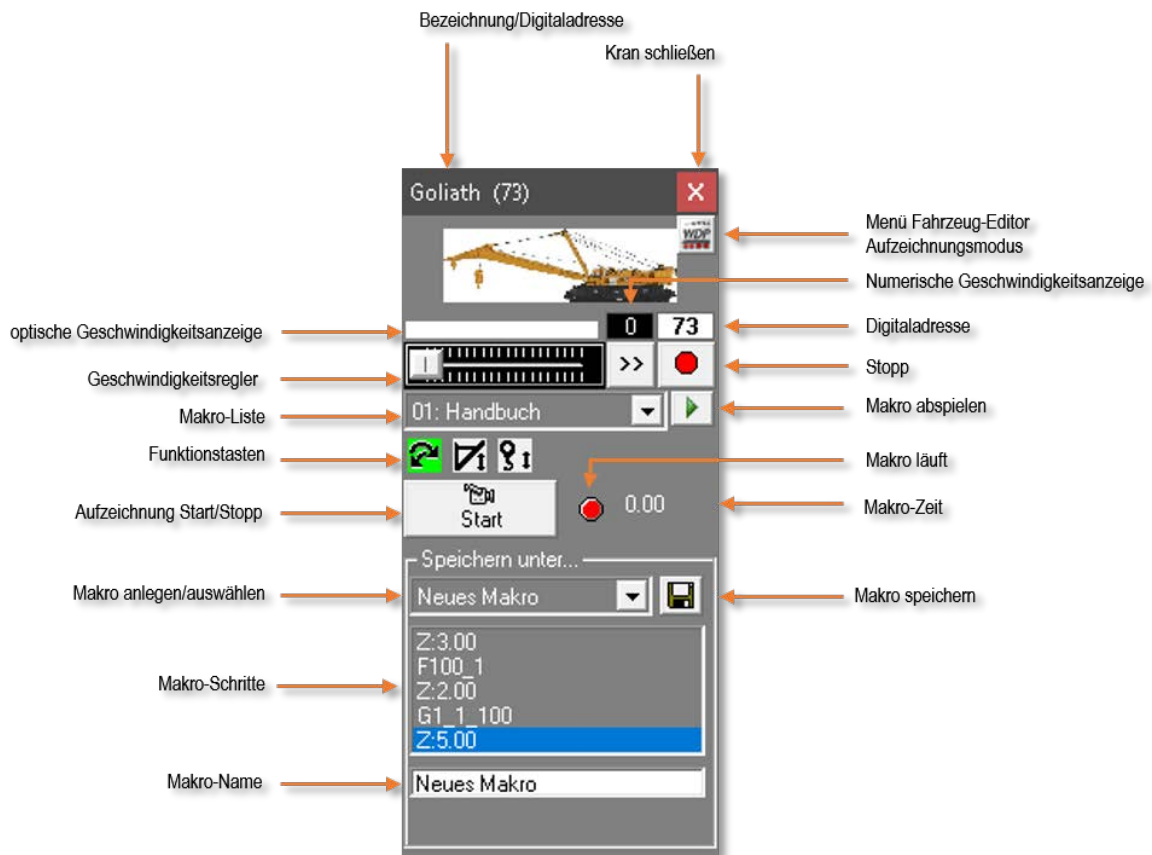 Bezeichnung/Digitaladresse
Kran schließen
Goliath (73)
WDP
Menü Fahrzeug-Editor
Aufzeichnungsmodus
Numerische Geschwindigkeitsanzeige
optische Geschwindigkeitsanzeige
0
73
Digitaladresse
Geschwindigkeitsregler
>>
Stopp
Makro-Liste
01: Handbuch
Makro abspielen
Funktionstasten
Makro läuft
Aufzeichnung Start/Stopp
Start
0.00
Makro-Zeit
Speichern unter...
Makro anlegen/auswählen
Neues Makro
Makro speichern
Makro-Schritte
Z:3.00
F100_1
Z:2.00
G1_1_100
Z:5.00
Makro-Name
Neues Makro